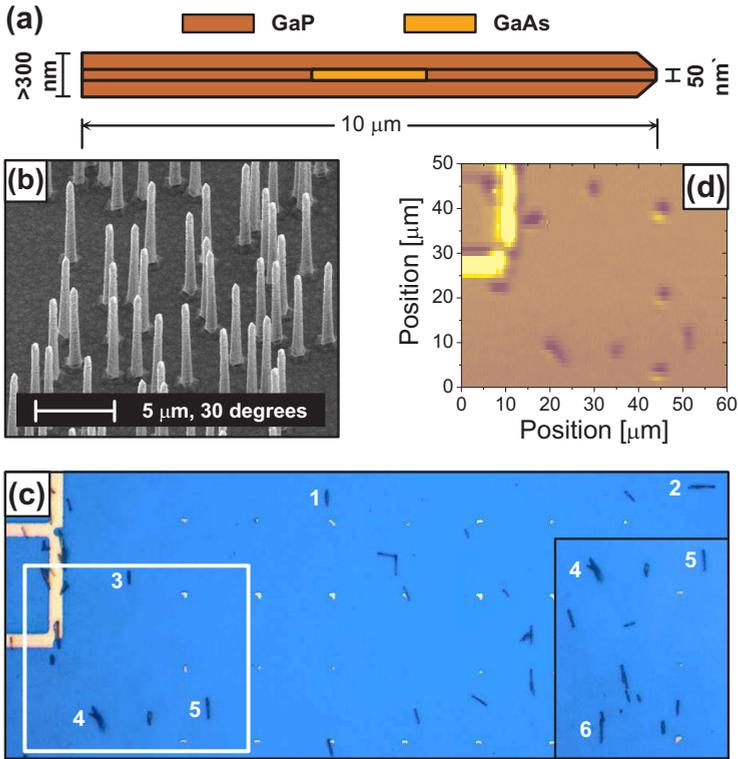 (a)
GaP
GaAs
>300 nm
50 nm`
10 μm
(b)
5 μm, 30 degrees
(d)
50
40
30
20
10
0
Position [μm]
0 10 20 30 40 50 60
Position [μm]
(c)
1
2
3
4
5
4
5
6